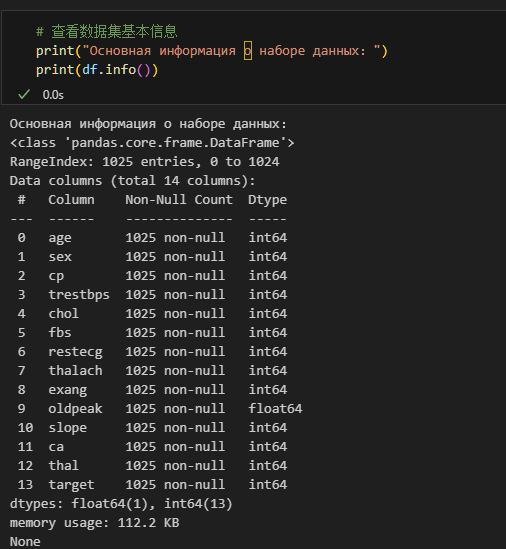 # 查看数据集基本信息
print("Основная информация о наборе данных: ")
print(df.info())
0.0s
Основная информация о наборе данных:
<class 'pandas.core.frame.DataFrame'>
RangeIndex: 1025 entries, 0 to 1024
Data columns (total 14 columns):
 #   Column    Non-Null Count  Dtype
---  ------    --------------  -----
 0   age       1025 non-null   int64
 1   sex       1025 non-null   int64
 2   cp        1025 non-null   int64
 3   trestbps  1025 non-null   int64
 4   chol      1025 non-null   int64
 5   fbs       1025 non-null   int64
 6   restecg   1025 non-null   int64
 7   thalach   1025 non-null   int64
 8   exang     1025 non-null   int64
 9   oldpeak   1025 non-null   float64
 10  slope     1025 non-null   int64
 11  ca        1025 non-null   int64
 12  thal      1025 non-null   int64
 13  target    1025 non-null   int64
dtypes: float64(1), int64(13)
memory usage: 112.2 KB
None